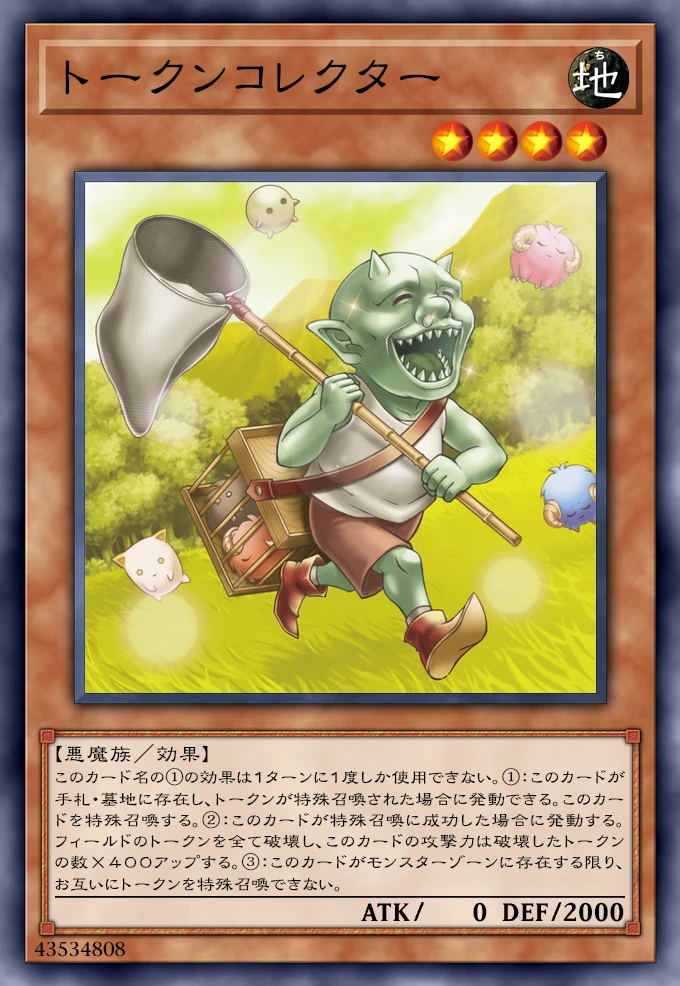 トークンコレクター
ち
地
【悪魔族／効果】
このカード名の①の効果は1ターンに1度しか使用できない。①：このカードが
手札・墓地に存在し、トークンが特殊召喚された場合に発動できる。このカー
ドを特殊召喚する。②：このカードが特殊召喚に成功した場合に発動する。
フィールドのトークンを全て破壊し、このカードの攻撃力は破壊したトークン
の数×４００アップする。③：このカードがモンスターゾーンに存在する限り、
お互いにトークンを特殊召喚できない。
ATK/ 0 DEF/2000
43534808